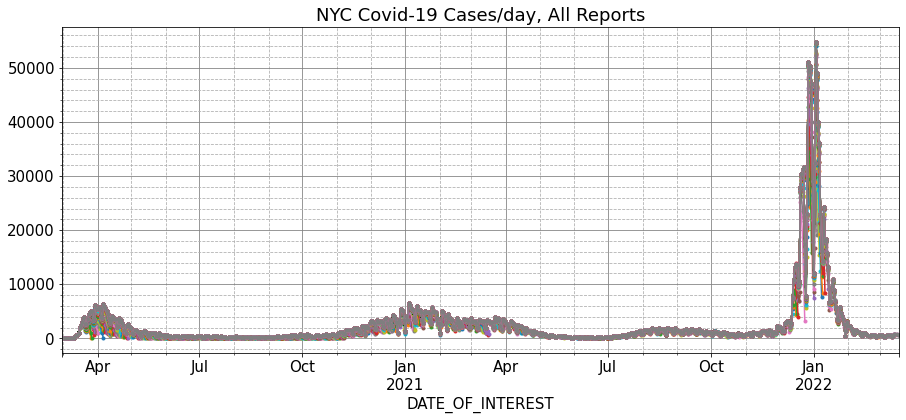 NYC Covid-19 Cases/day, All Reports
50000
40000
30000
20000
10000
0
Apr Jul Oct Jan Apr Jul Oct Jan
2021 2022
DATE_OF_INTEREST